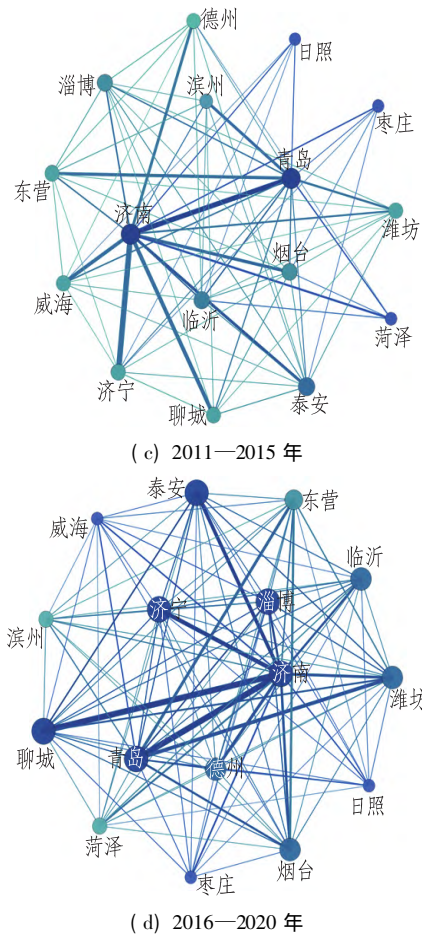 德州
日照
淄博
滨州
枣庄
青岛
东营
济南
潍坊
烟台
威海
临沂
菏泽
济宁
聊城
泰安
(c) 2011—2015 年
泰安
东营
威海
临沂
济宁
淄博
滨州
济南
潍坊
聊城
青岛
德州
日照
菏泽
烟台
枣庄
(d) 2016—2020 年